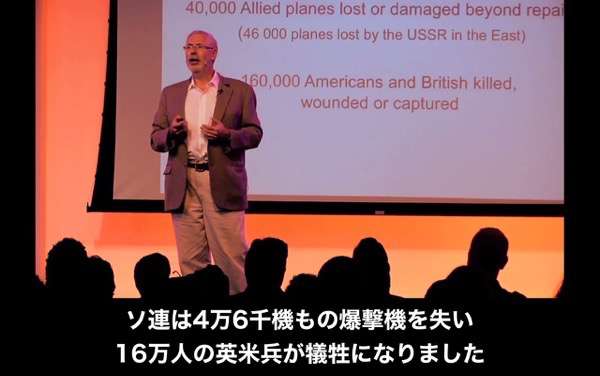 40,000 Allied planes lost or damaged beyond repai
(46 000 planes lost by the USSR in the East)
160,000 Americans and British killed,
wounded or captured
ソ連は4万6千機もの爆撃機を失い
16万人の英米兵が犠牲になりました